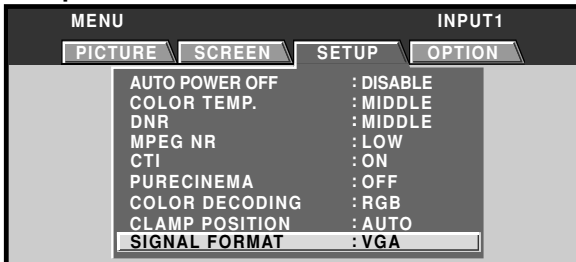 MENU INPUT1
PICTURE SCREEN SETUP OPTION
AUTO POWER OFF : DISABLE
COLOR TEMP. : MIDDLE
DNR : MIDDLE
MPEG NR : LOW
CTI : ON
PURECINEMA : OFF
COLOR DECODING : RGB
CLAMP POSITION : AUTO
SIGNAL FORMAT : VGA